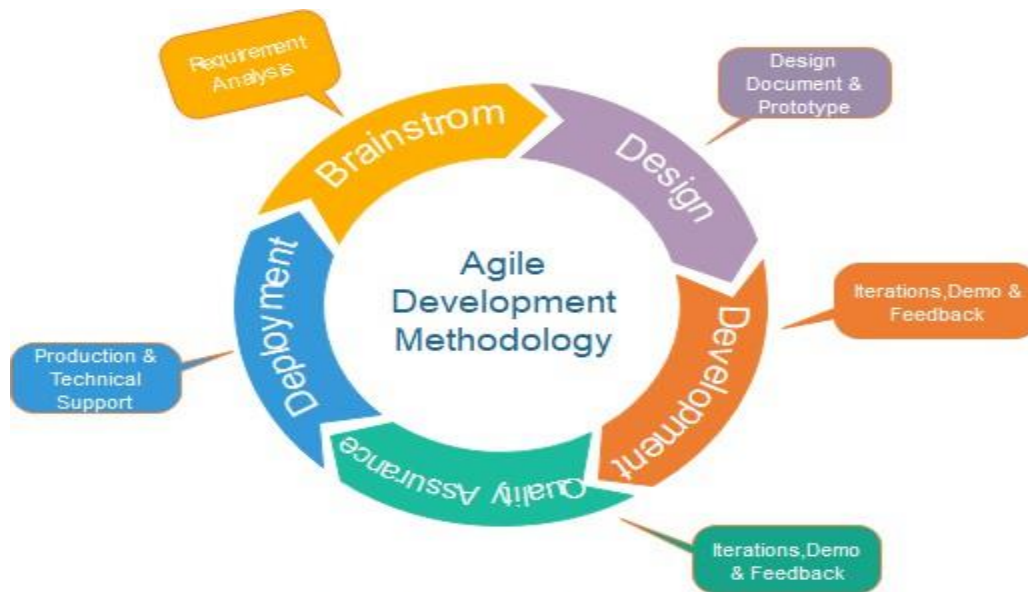 Requirement
Analysis
Brainstrom
Design
Document &
Prototype
Design
Agile
Development
Methodology
Iterations,Demo &
Feedback
Development
Deployment
Production &
Technical
Support
Quality Assurance
Iterations,Demo
& Feedback